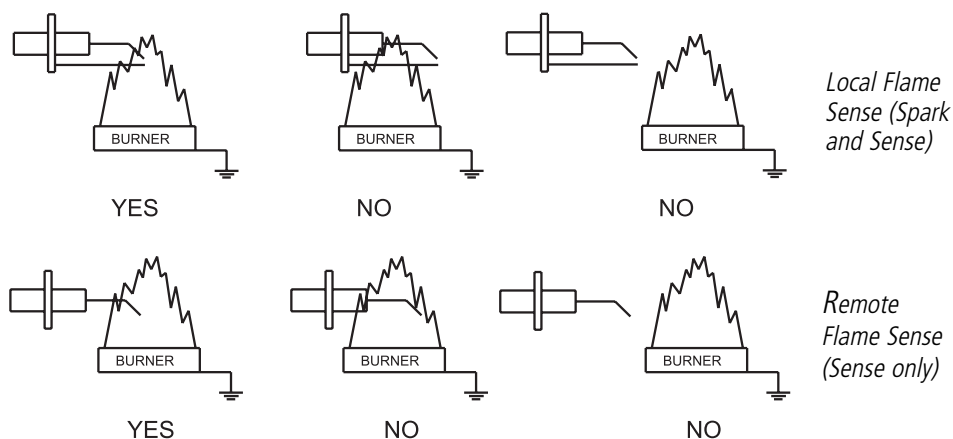 BURNER
BURNER
BURNER
Local Flame
Sense (Spark
and Sense)
YES
NO
NO
BURNER
BURNER
BURNER
Remote
Flame Sense
(Sense only)
YES
NO
NO